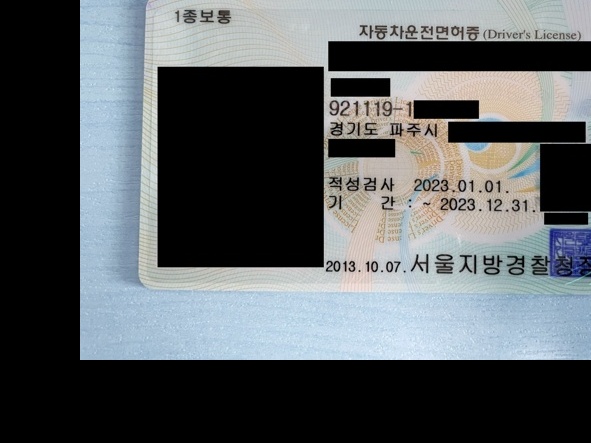 1종보통
자동차운전면허증 (Driver's License)
921119-1
경기도 파주시
적성검사 2023.01.01.
기 간 : ~ 2023.12.31.
2013.10.07. 서울지방경찰청장